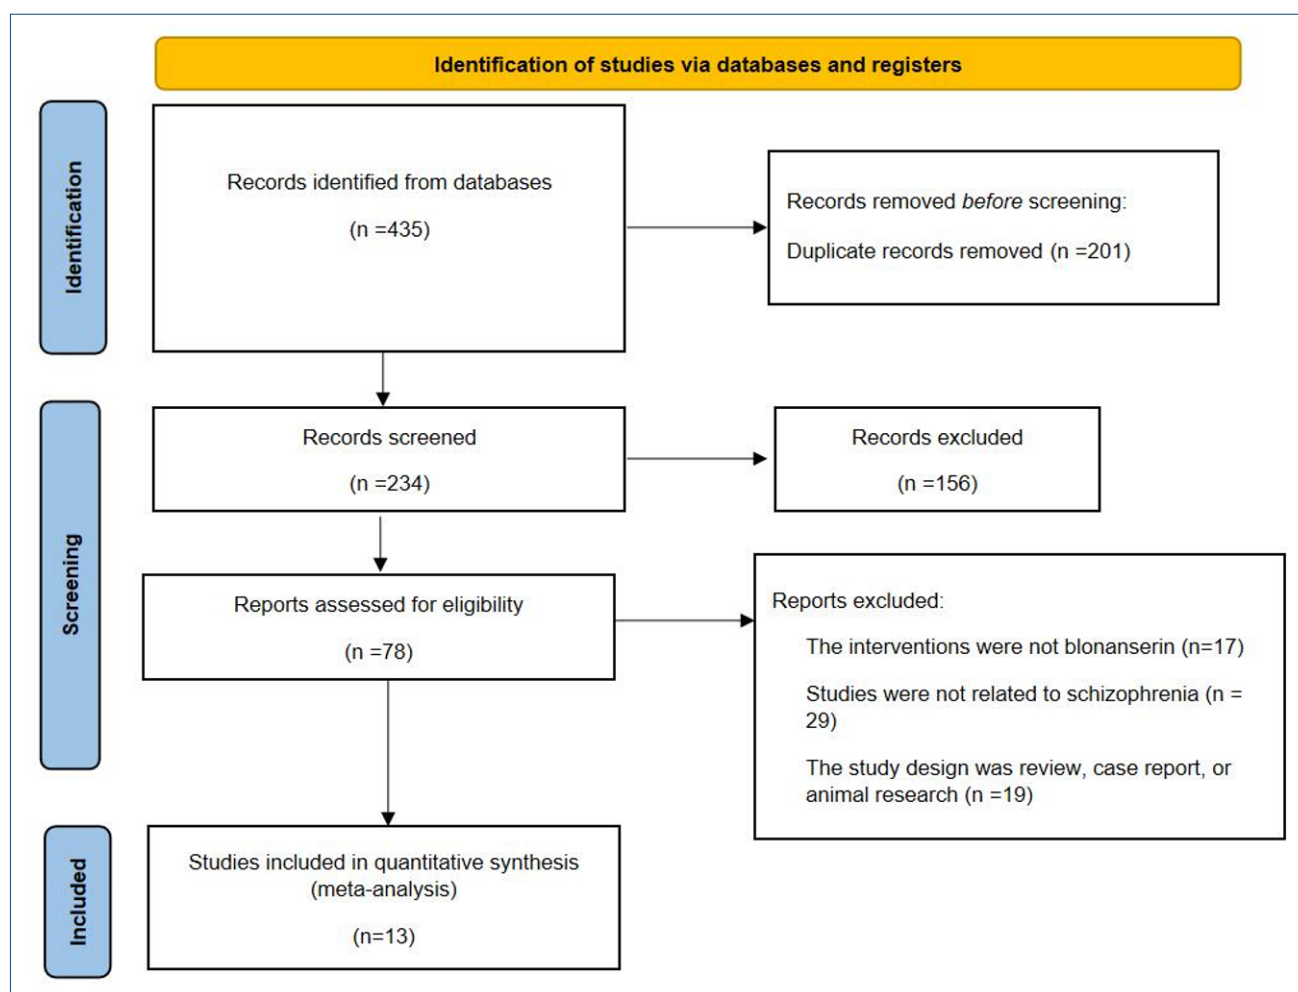 Identification of studies via databases and registers
Identification
Records identified from databases
(n =435)
Records removed before screening:
Duplicate records removed (n =201)
Screening
Records screened
(n =234)
Records excluded
(n =156)
Reports assessed for eligibility
(n =78)
Reports excluded:
The interventions were not blonanserin (n=17)
Studies were not related to schizophrenia (n =
29)
The study design was review, case report, or
animal research (n =19)
Included
Studies included in quantitative synthesis
(meta-analysis)
(n=13)